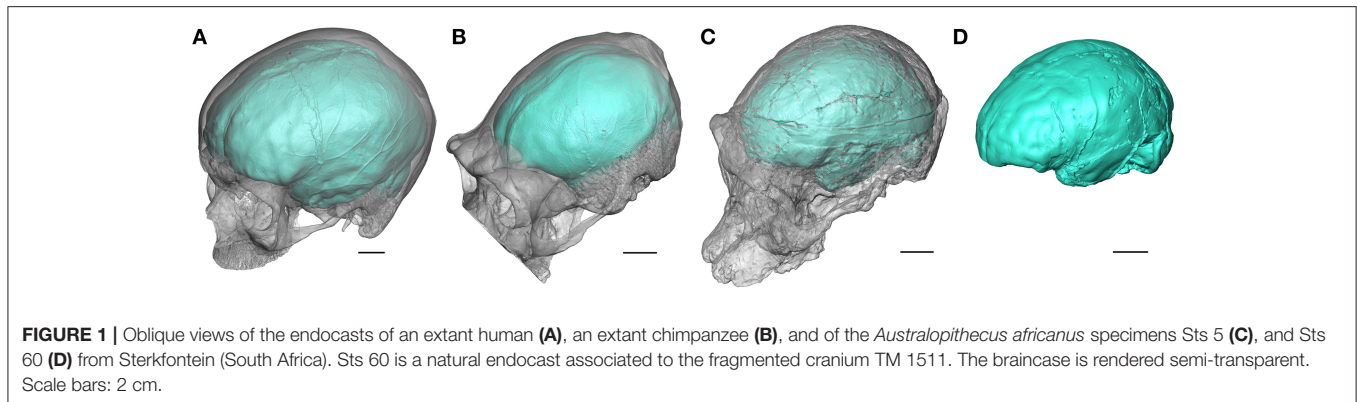 A B C D
FIGURE 1 | Oblique views of the endocasts of an extant human (A), an extant chimpanzee (B), and of the Australopithecus africanus specimens Sts 5 (C), and Sts
60 (D) from Sterkfontein (South Africa). Sts 60 is a natural endocast associated to the fragmented cranium TM 1511. The braincase is rendered semi-transparent.
Scale bars: 2 cm.